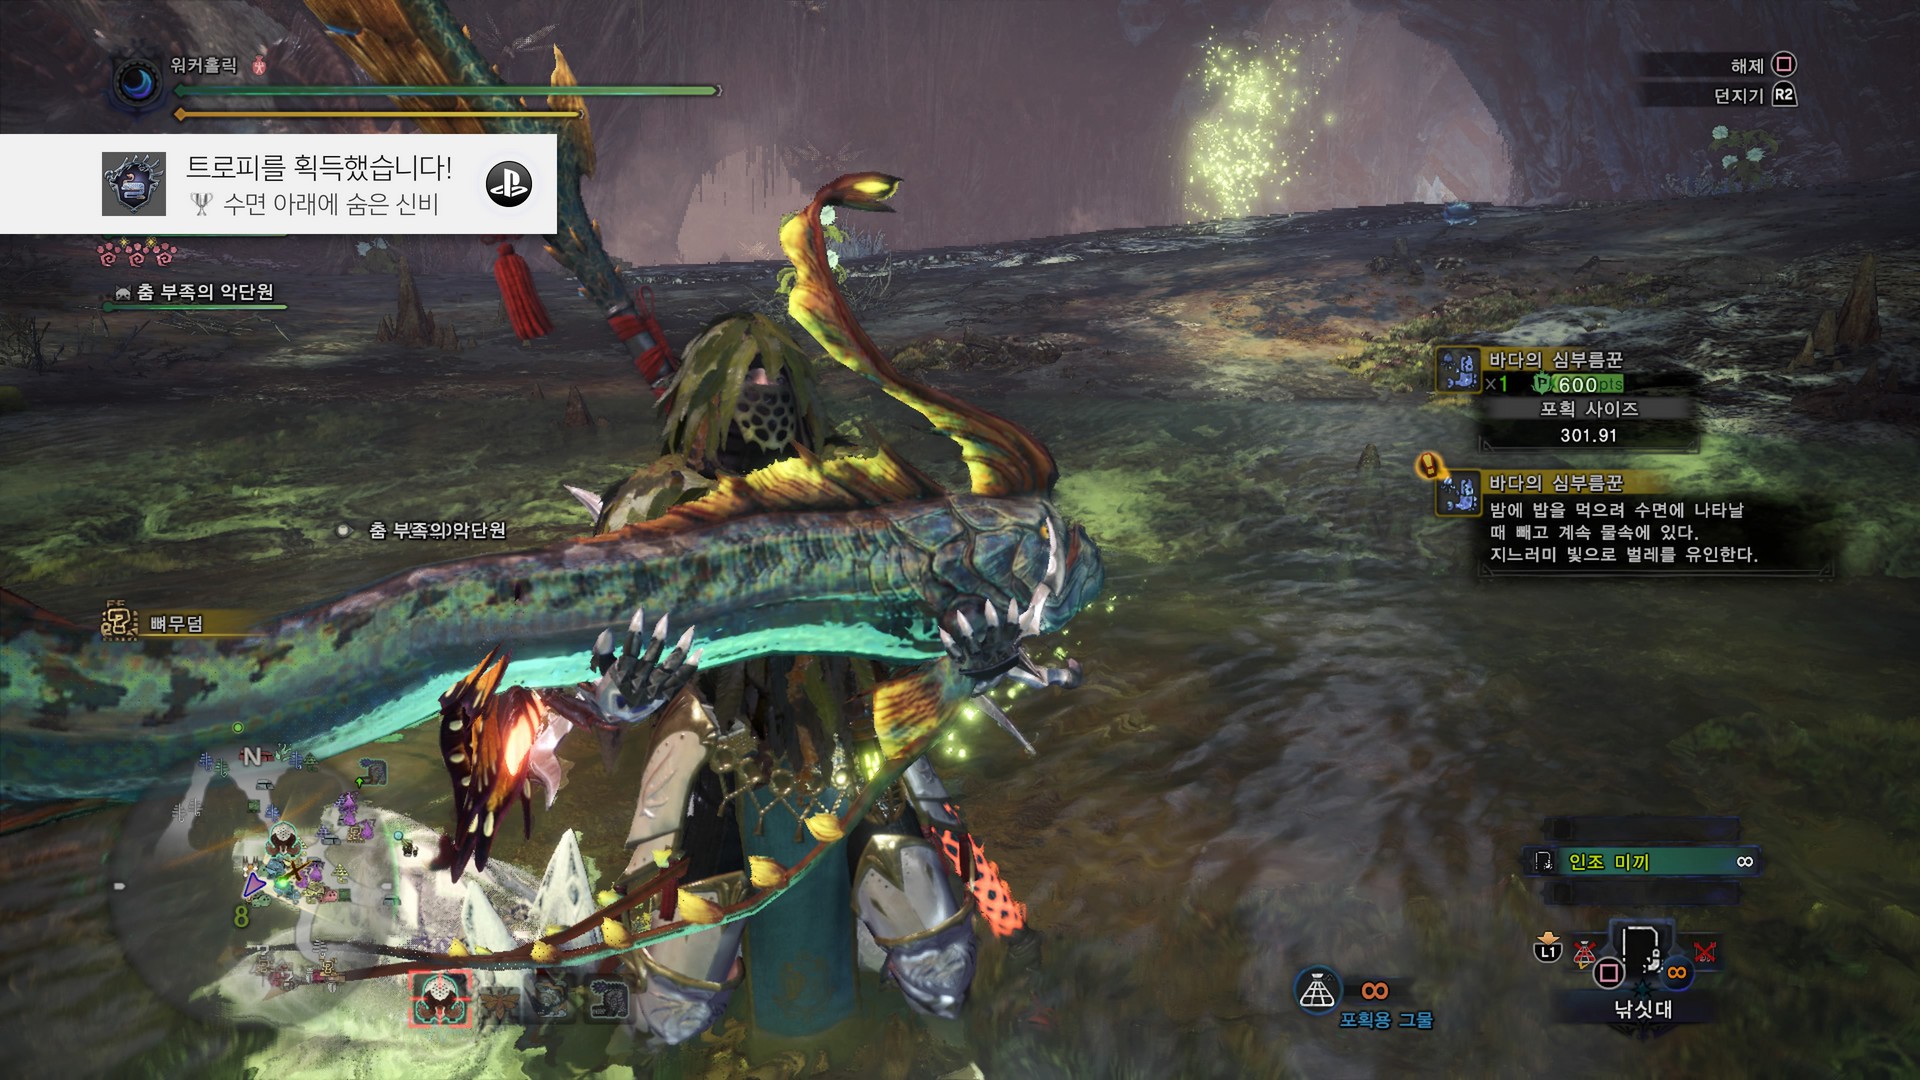 워커홀릭
해제
던지기 R2
트로피를 획득했습니다!
수면 아래에 숨은 신비
춤 부족의 악단원
바다의 심부름꾼
×1 600pts
포획 사이즈
301.91
바다의 심부름꾼
밤에 밥을 먹으려 수면에 나타날
때 빼고 계속 물속에 있다.
지느러미 빛으로 벌레를 유인한다.
춤 부족의 악단원
뼈무덤
N
8
인조 미끼 ∞
L1
∞
낚싯대
∞
포획용 그물